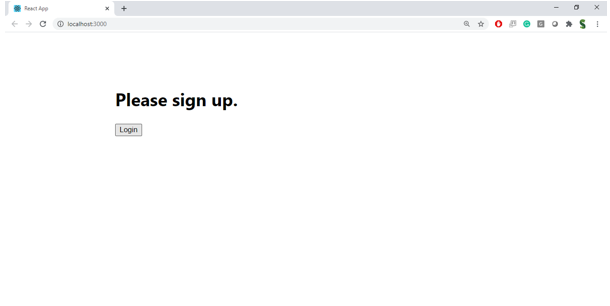 React App
localhost:3000
Please sign up.
Login